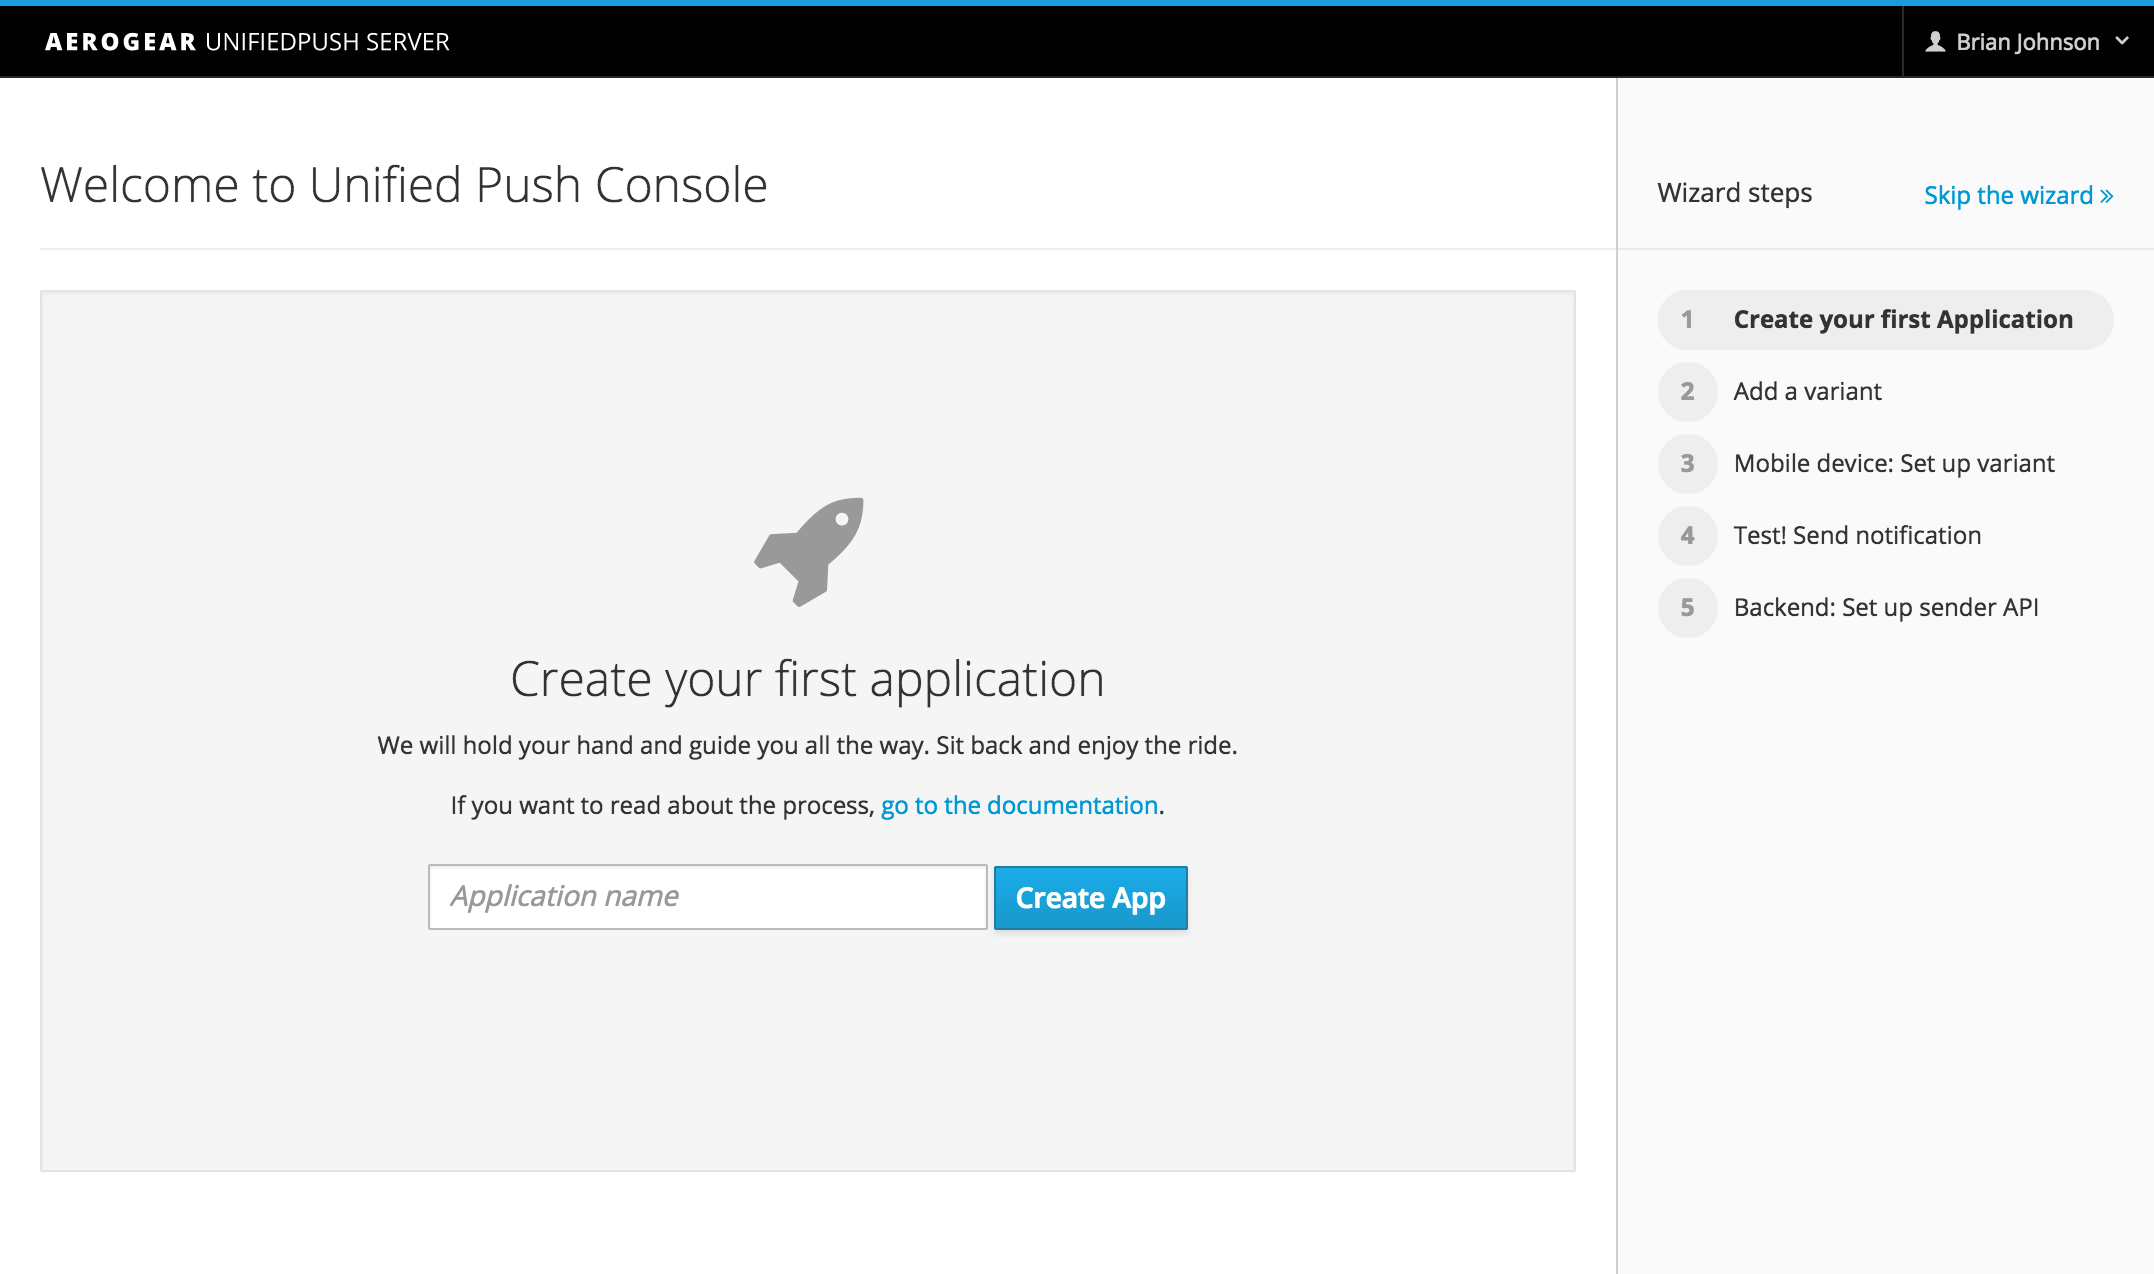 AEROGEAR UNIFIEDPUSH SERVER
Brian Johnson
Welcome to Unified Push Console
Create your first application
We will hold your hand and guide you all the way. Sit back and enjoy the ride.
If you want to read about the process, go to the documentation.
Application name
Create App
Wizard steps
Skip the wizard »
1 Create your first Application
2 Add a variant
3 Mobile device: Set up variant
4 Test! Send notification
5 Backend: Set up sender API